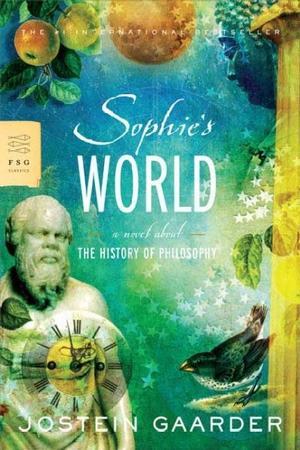 THE #1 INTERNATIONAL BESTSELLER
FSG
CLASSICS
Sophie's
WORLD
a novel about
THE HISTORY OF PHILOSOPHY
JOSTEIN GAARDER